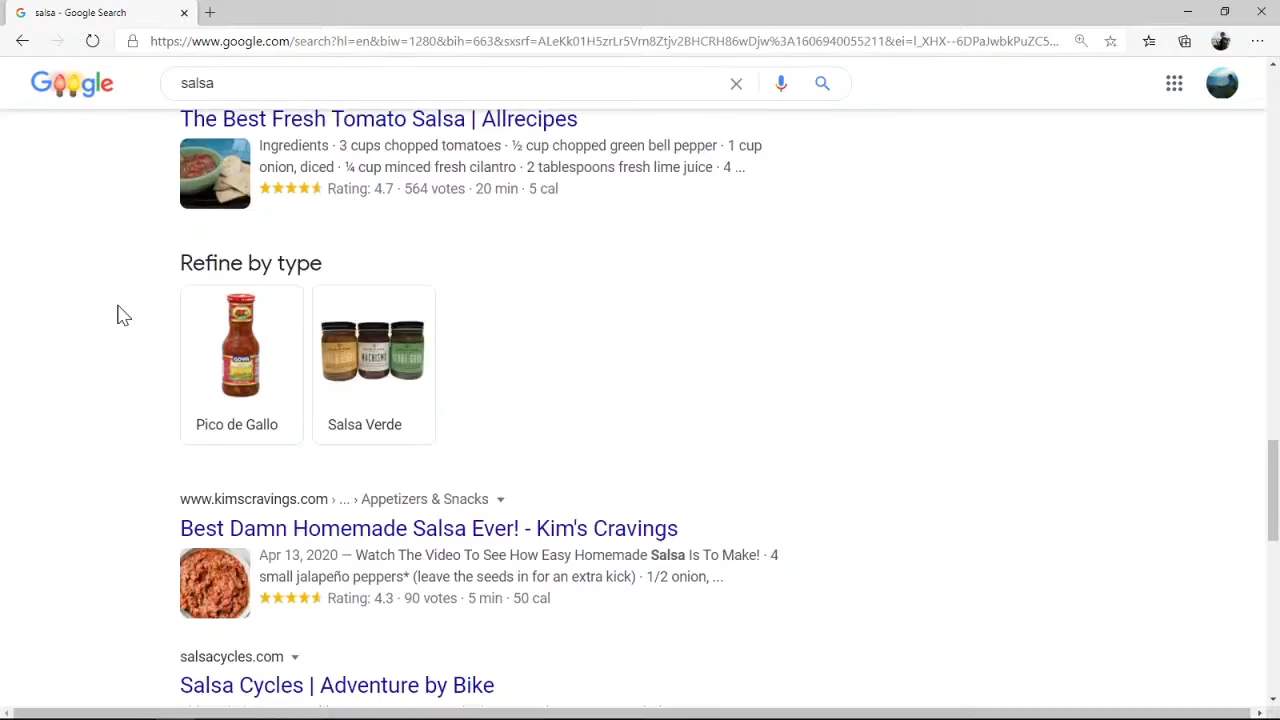 salsa - Google Search
https://www.google.com/search?hl=en&biw=1280&bih=663&sxsrf=ALeKk01H5zrLr5Vrn8Ztjv2BHCRH86wDjw%3A1606940055211&ei=l_XHX--6DPaJwbkPuZC5...
Google
salsa
The Best Fresh Tomato Salsa | Allrecipes
Ingredients · 3 cups chopped tomatoes · ½ cup chopped green bell pepper · 1 cup
onion, diced · ¼ cup minced fresh cilantro · 2 tablespoons fresh lime juice · 4 ...
Rating: 4.7 · 564 votes · 20 min · 5 cal
Refine by type
GOYA
Pico de Gallo
Salsa Verde
www.kimscravings.com › ... › Appetizers & Snacks
Best Damn Homemade Salsa Ever! - Kim's Cravings
Apr 13, 2020 — Watch The Video To See How Easy Homemade Salsa Is To Make! · 4
small jalapeño peppers* (leave the seeds in for an extra kick) · 1/2 onion, ...
Rating: 4.3 · 90 votes · 5 min · 50 cal
salsacycles.com
Salsa Cycles | Adventure by Bike